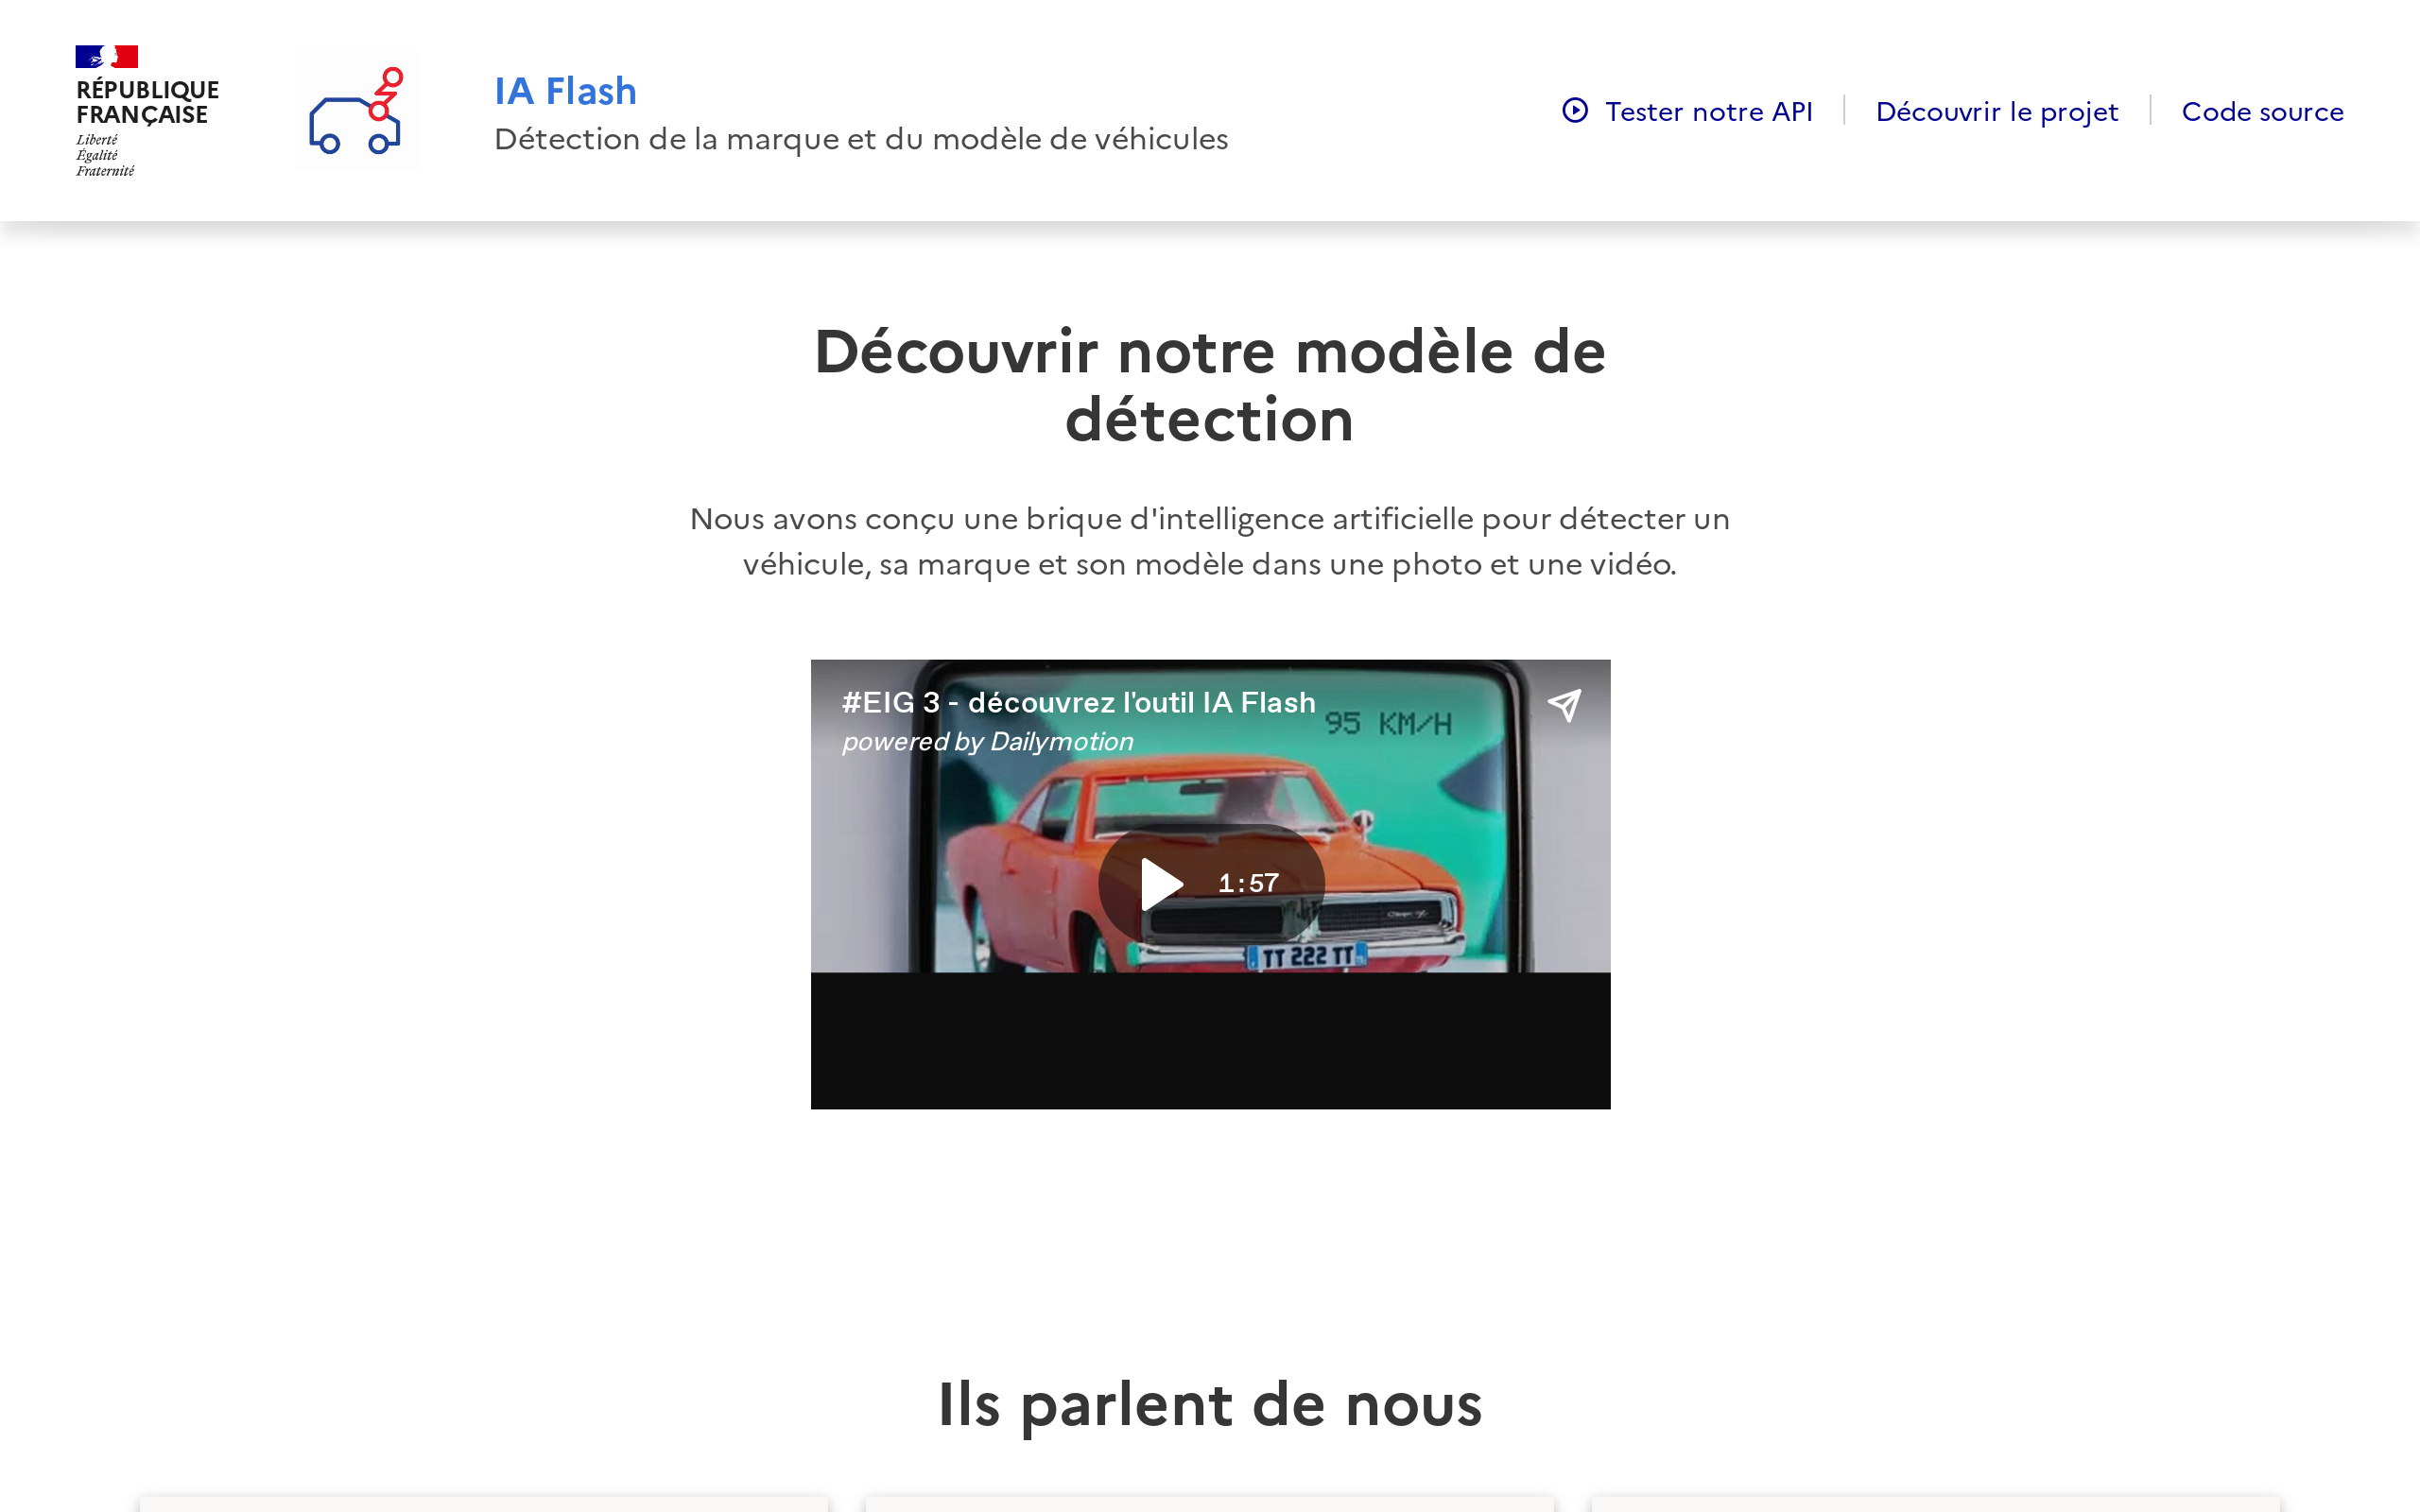 RÉPUBLIQUE
FRANÇAISE
Liberté
Égalité
Fraternité
IA Flash
Détection de la marque et du modèle de véhicules
Tester notre API
Découvrir le projet
Code source
Découvrir notre modèle de
détection
Nous avons conçu une brique d'intelligence artificielle pour détecter un
véhicule, sa marque et son modèle dans une photo et une vidéo.
#EIG 3 - découvrez l'outil IA Flash
powered by Dailymotion
95 KM/H
1:57
TT 222 TT
Ils parlent de nous